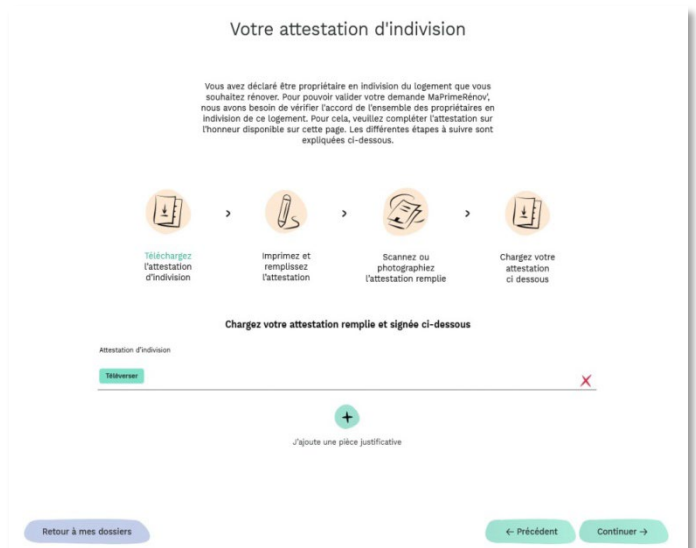 Votre attestation d'indivision
Vous avez déclaré être propriétaire en indivision du logement que vous
souhaitez rénover. Pour pouvoir valider votre demande MaPrimeRénov',
nous avons besoin de vérifier l'accord de l'ensemble des propriétaires en
indivision de ce logement. Pour cela, veuillez compléter l'attestation sur
l'honneur disponible sur cette page. Les différentes étapes à suivre sont
expliquées ci-dessous.
Téléchargez
l'attestation
d'indivision
Imprimez et
remplissez
l'attestation
Scannez ou
photographiez
l'attestation remplie
Chargez votre
attestation
ci dessous
Chargez votre attestation remplie et signée ci-dessous
Attestation d'indivision
Téléverser
J'ajoute une pièce justificative
Retour à mes dossiers
← Précédent
Continuer →